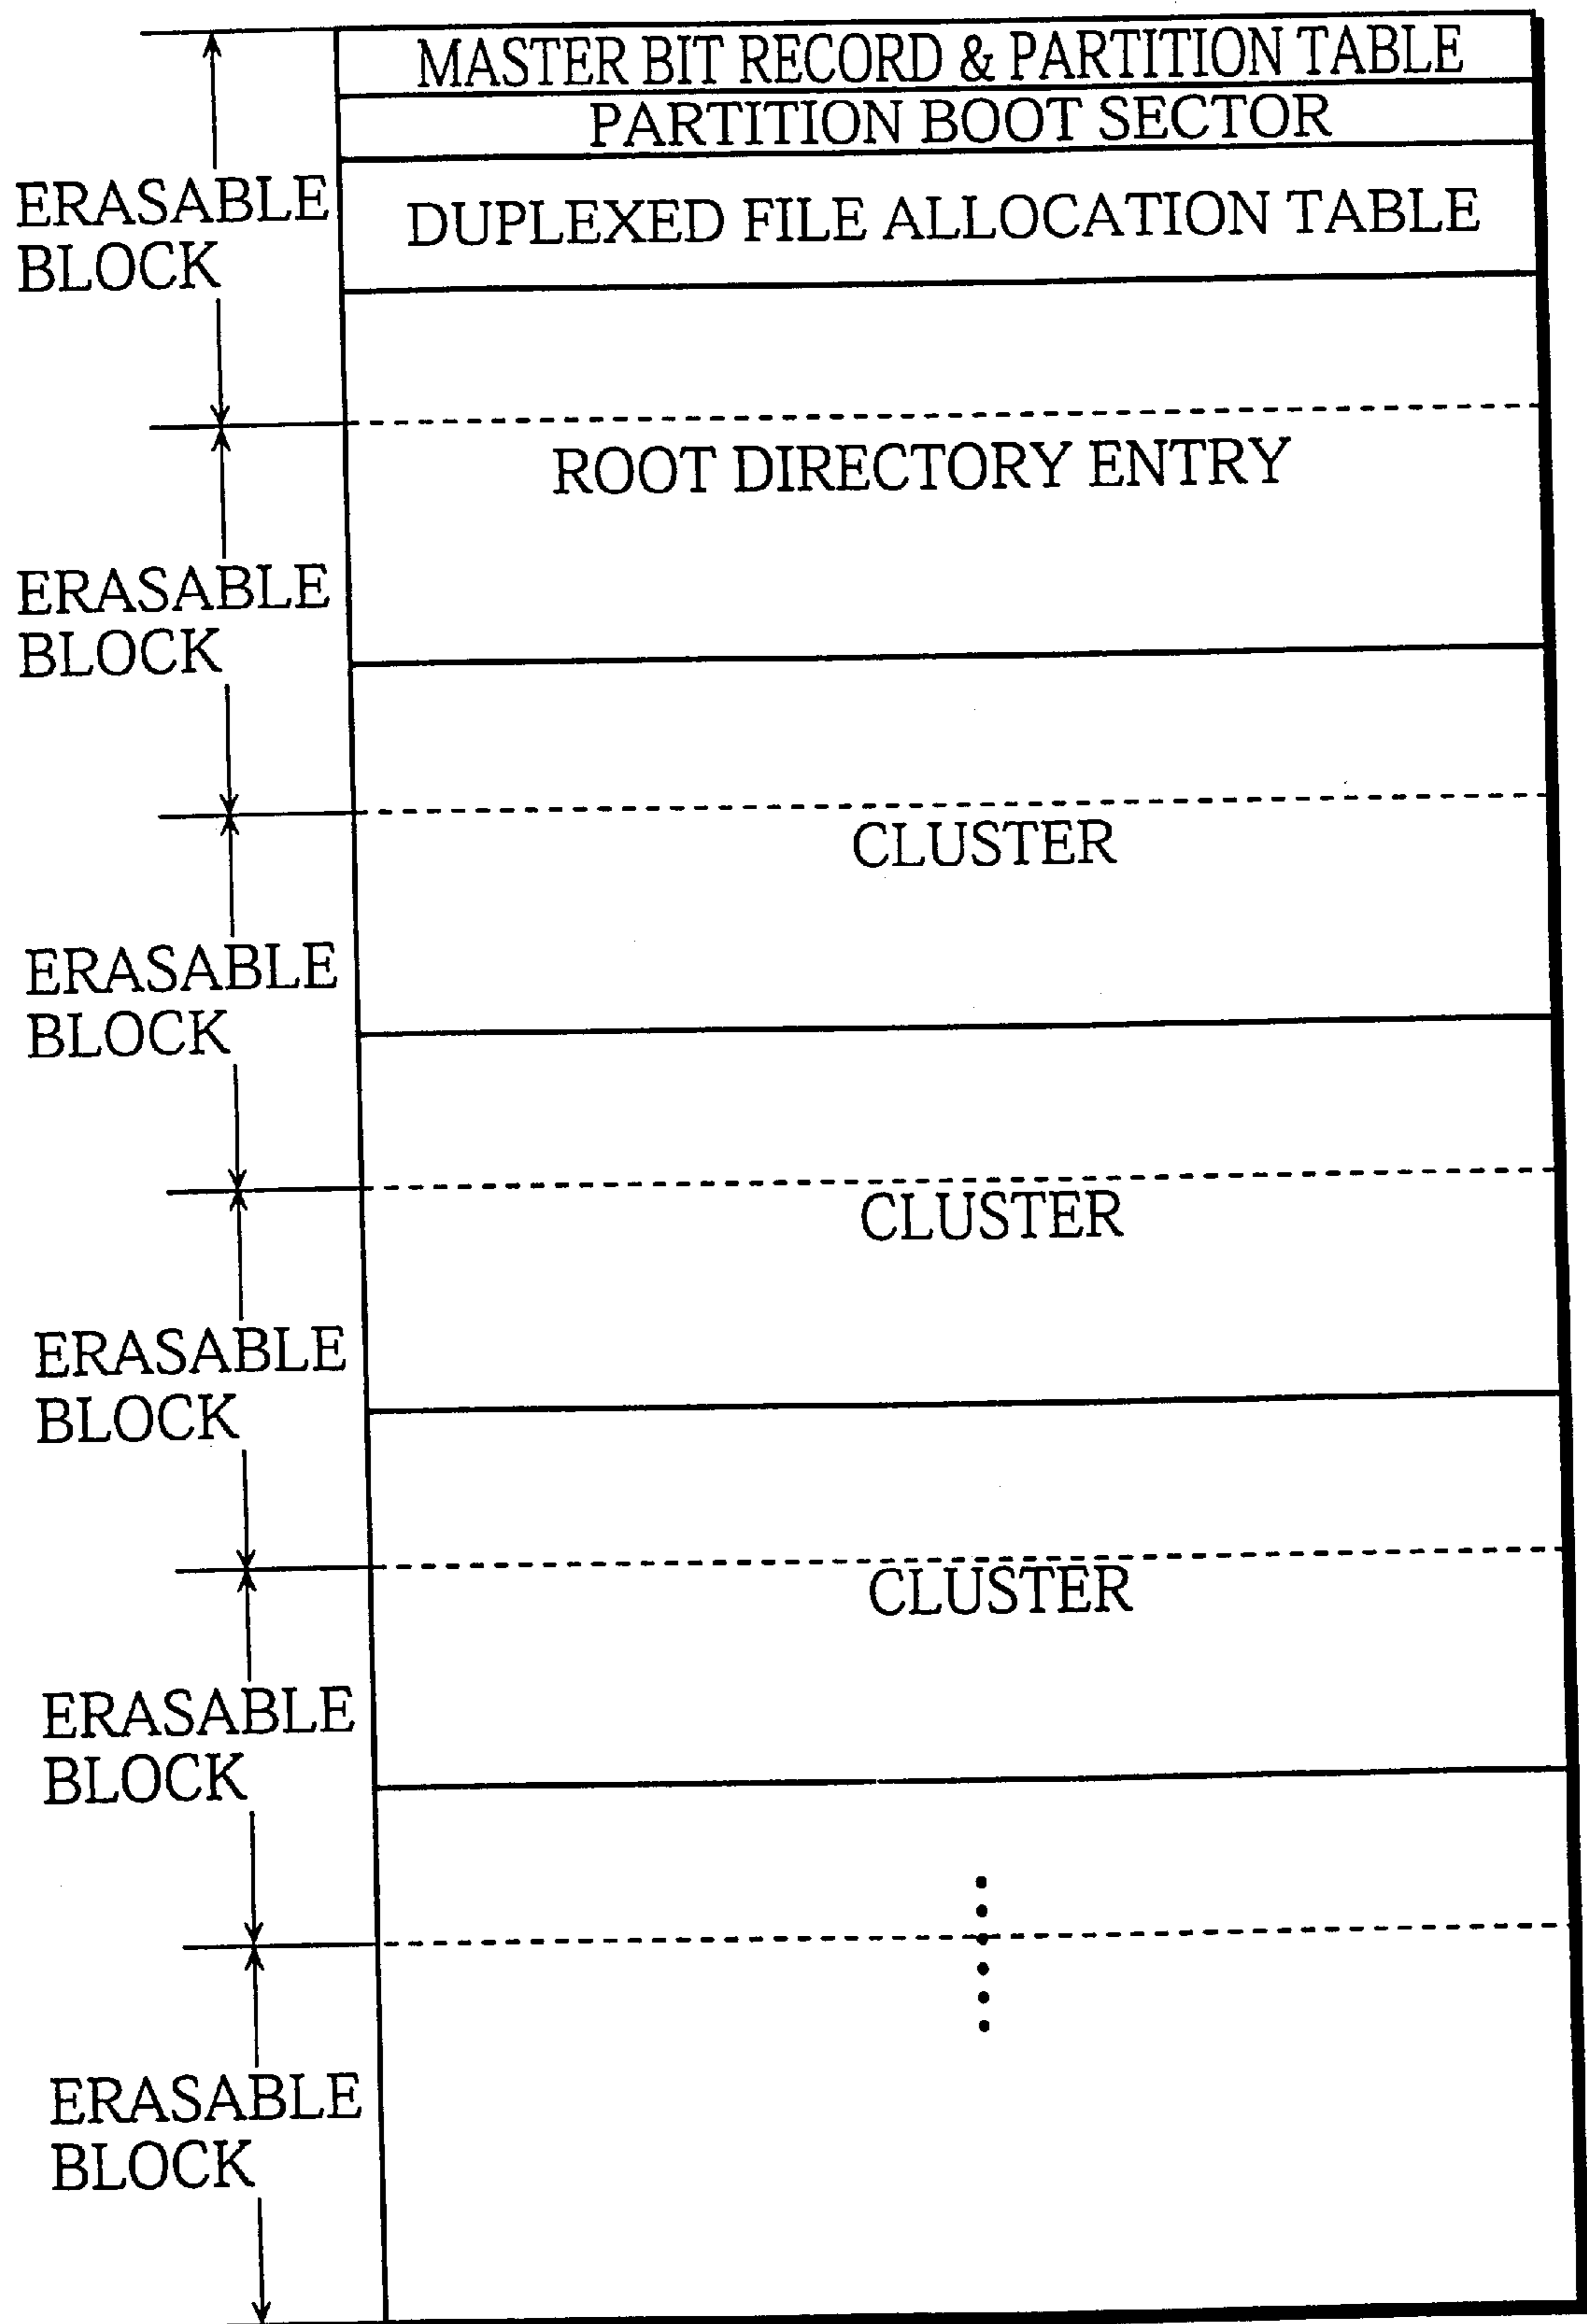 MASTER BIT RECORD & PARTITION TABLE
PARTITION BOOT SECTOR
ERASABLE
BLOCK
DUPLEXED FILE ALLOCATION TABLE
ROOT DIRECTORY ENTRY
ERASABLE
BLOCK
CLUSTER
ERASABLE
BLOCK
CLUSTER
ERASABLE
BLOCK
CLUSTER
ERASABLE
BLOCK
ERASABLE
BLOCK